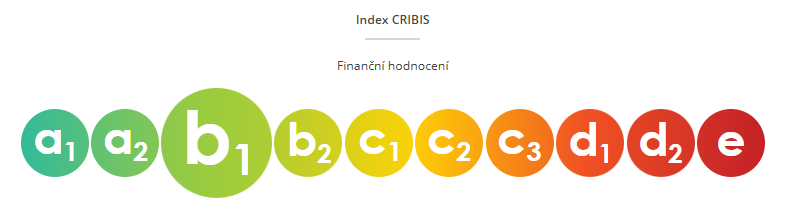 Index CRIBIS
Finanční hodnocení
a1 a2 b1 b2 c1 c2 c3 d1 d2 e